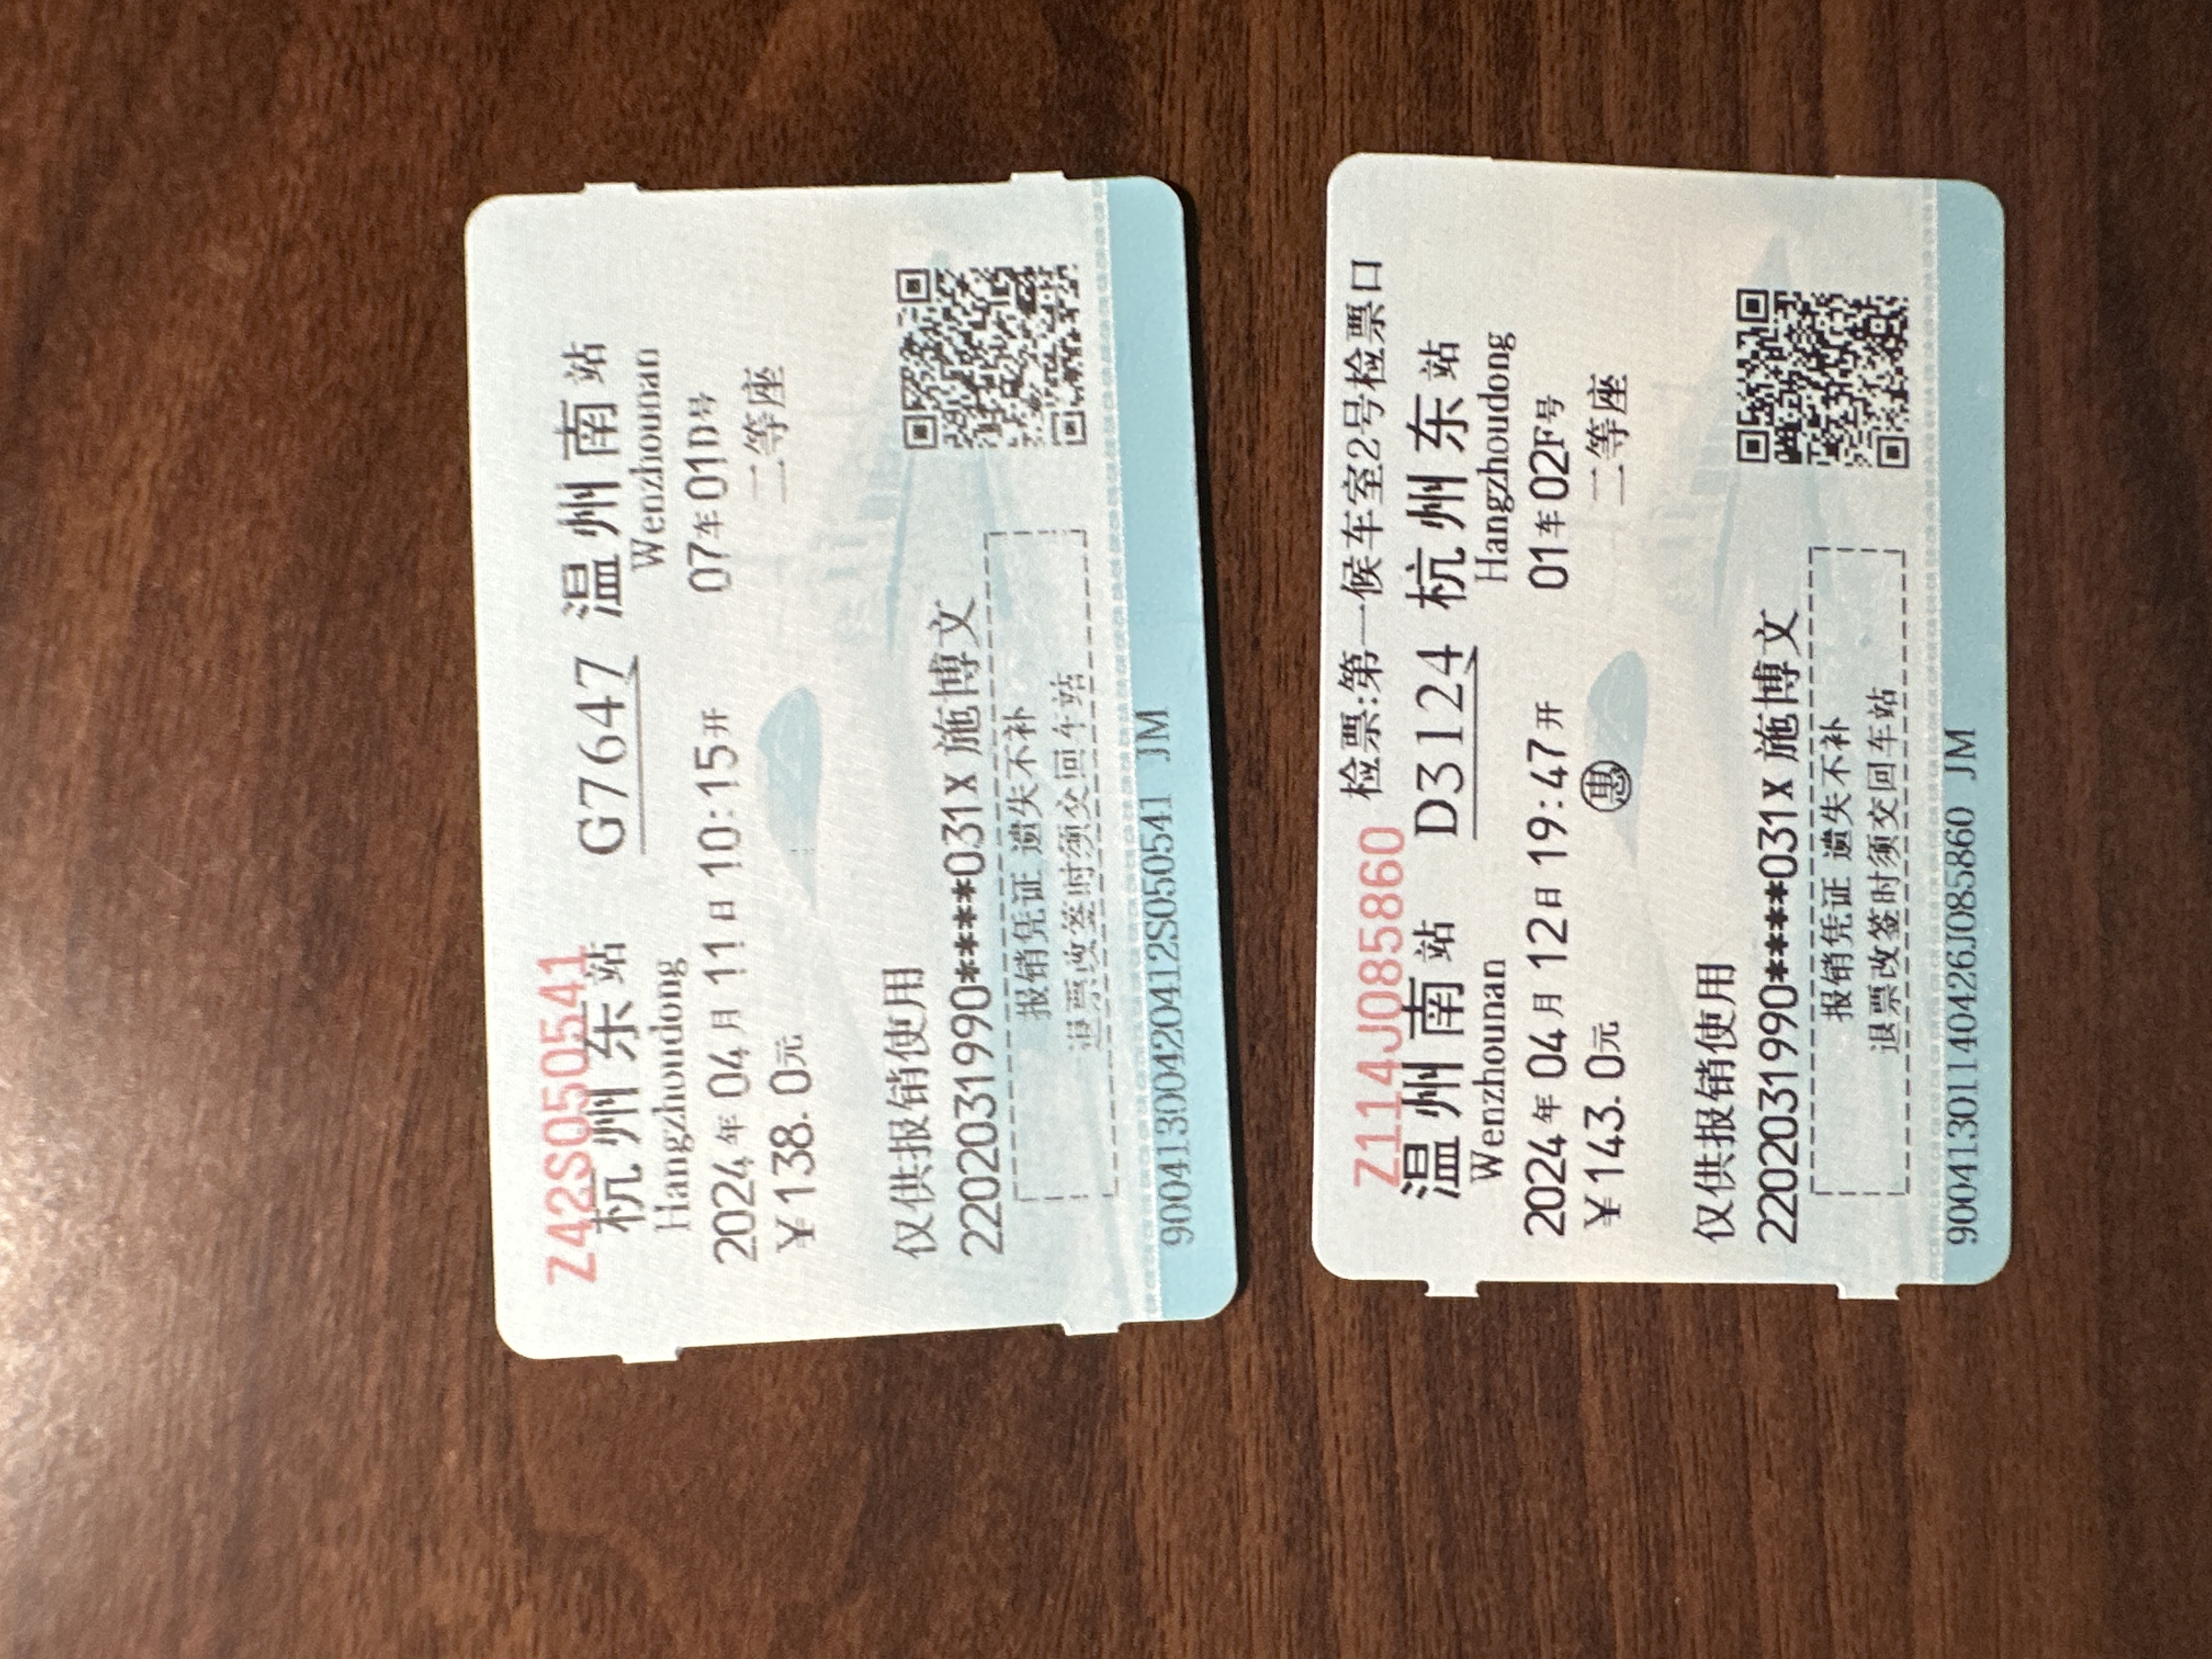 Z42S050541
杭州东站 G7647 温州南站
Hangzhoudong Wenzhounan
2024年04月11日10:15开 07车01D号
¥138.0元 二等座
仅供报销使用
2202031990****031X 施博文
报销凭证 遗失不补
退票改签时须交回车站
90041300420412S050541 JM
Z114J085860 检票:第一候车室2号检票口
温州南站 D3124 杭州东站
Wenzhounan Hangzhoudong
2024年04月12日19:47开 01车02F号
¥143.0元 惠 二等座
仅供报销使用
2202031990****031X 施博文
报销凭证 遗失不补
退票改签时须交回车站
90041301140426J085860 JM